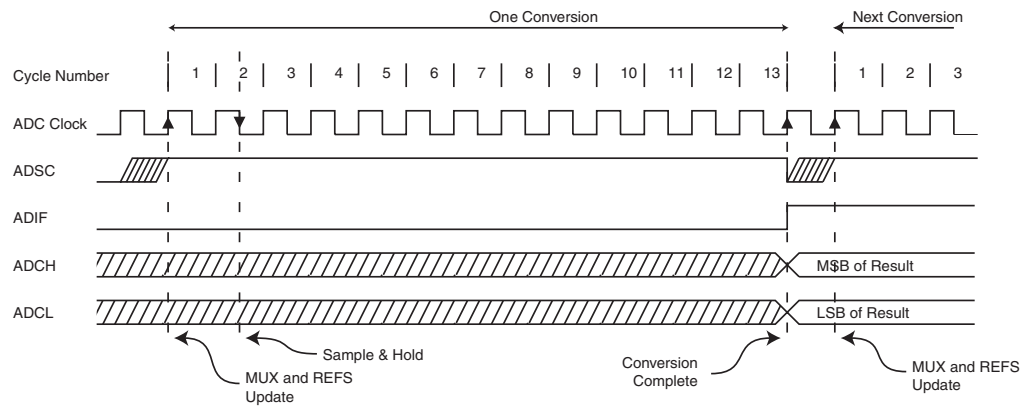 One Conversion
Next Conversion
Cycle Number
1 2 3 4 5 6 7 8 9 10 11 12 13 1 2 3
ADC Clock
ADSC
ADIF
ADCH
MSB of Result
ADCL
LSB of Result
Sample & Hold
MUX and REFS
Update
Conversion
Complete
MUX and REFS
Update